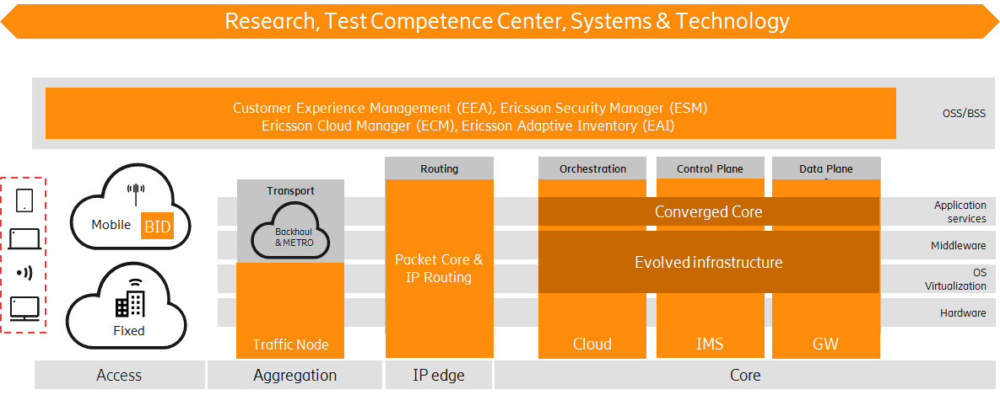 Research, Test Competence Center, Systems & Technology
Customer Experience Management (EEA), Ericsson Security Manager (ESM)
Ericsson Cloud Manager (ECM), Ericsson Adaptive Inventory (EAI)
OSS/BSS
Routing
Orchestration
Control Plane
Data Plane
Transport
Backhaul
& METRO
Mobile
BID
Converged Core
Application
services
Middleware
Packet Core &
IP Routing
Evolved infrastructure
OS
Virtualization
Hardware
Fixed
Traffic Node
Cloud
IMS
GW
Access
Aggregation
IP edge
Core